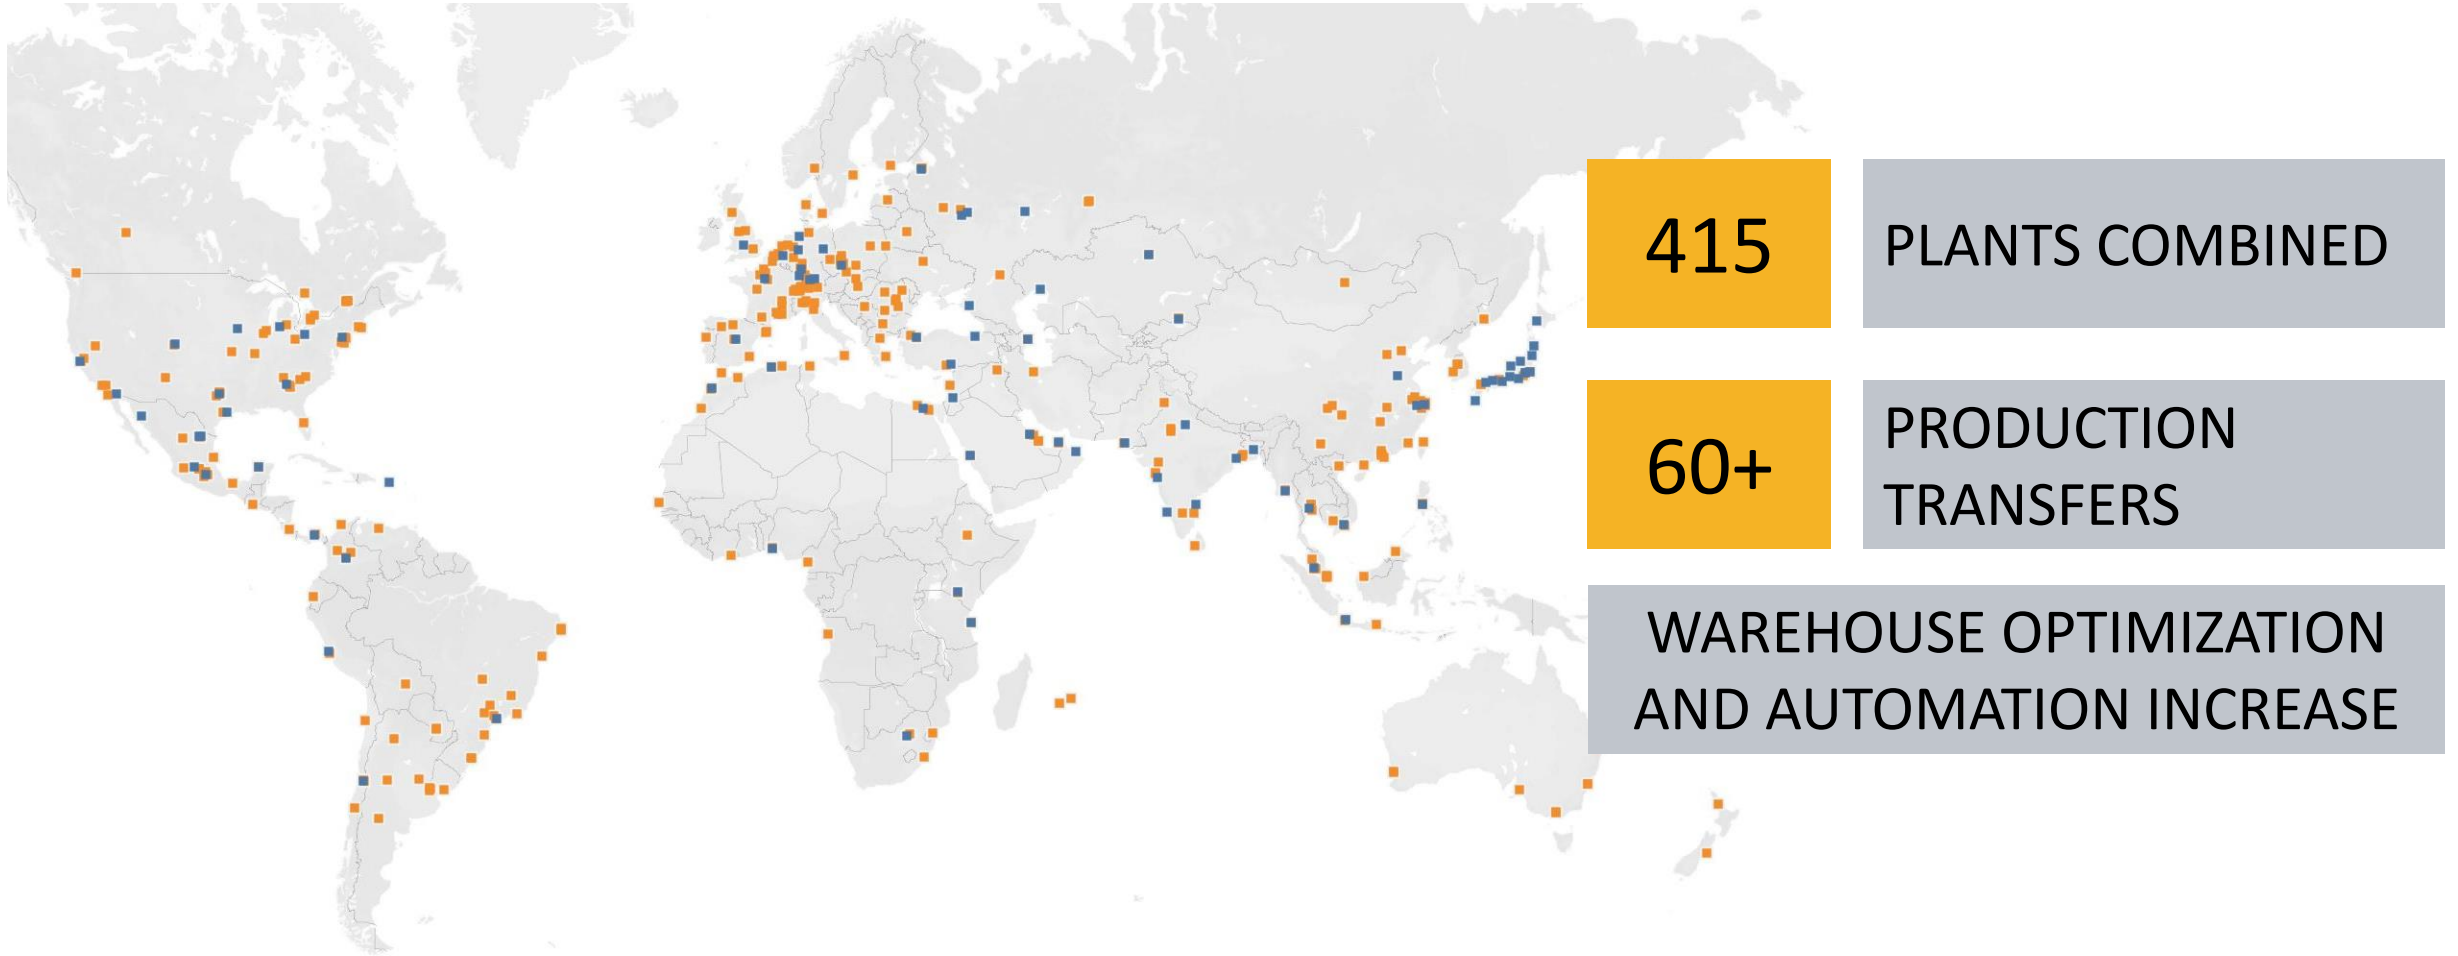 415
PLANTS COMBINED
60+
PRODUCTION
TRANSFERS
WAREHOUSE OPTIMIZATION
AND AUTOMATION INCREASE